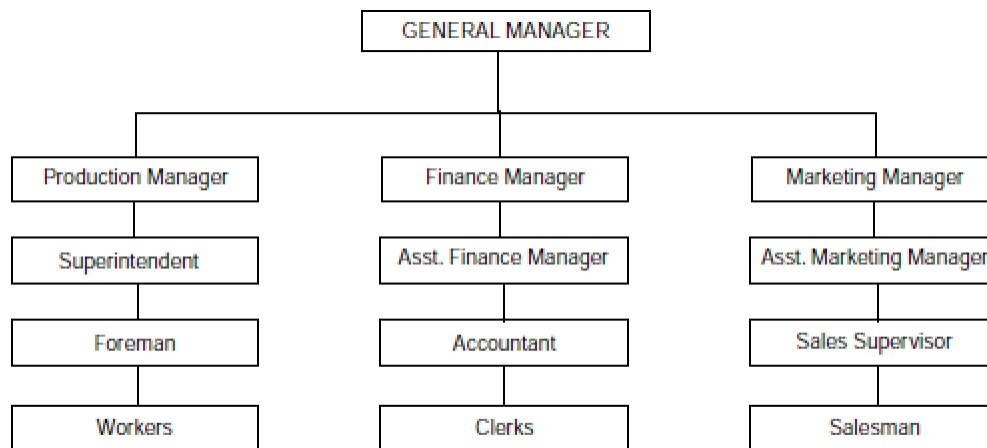 GENERAL MANAGER
Production Manager
Finance Manager
Marketing Manager
Superintendent
Asst. Finance Manager
Asst. Marketing Manager
Foreman
Accountant
Sales Supervisor
Workers
Clerks
Salesman